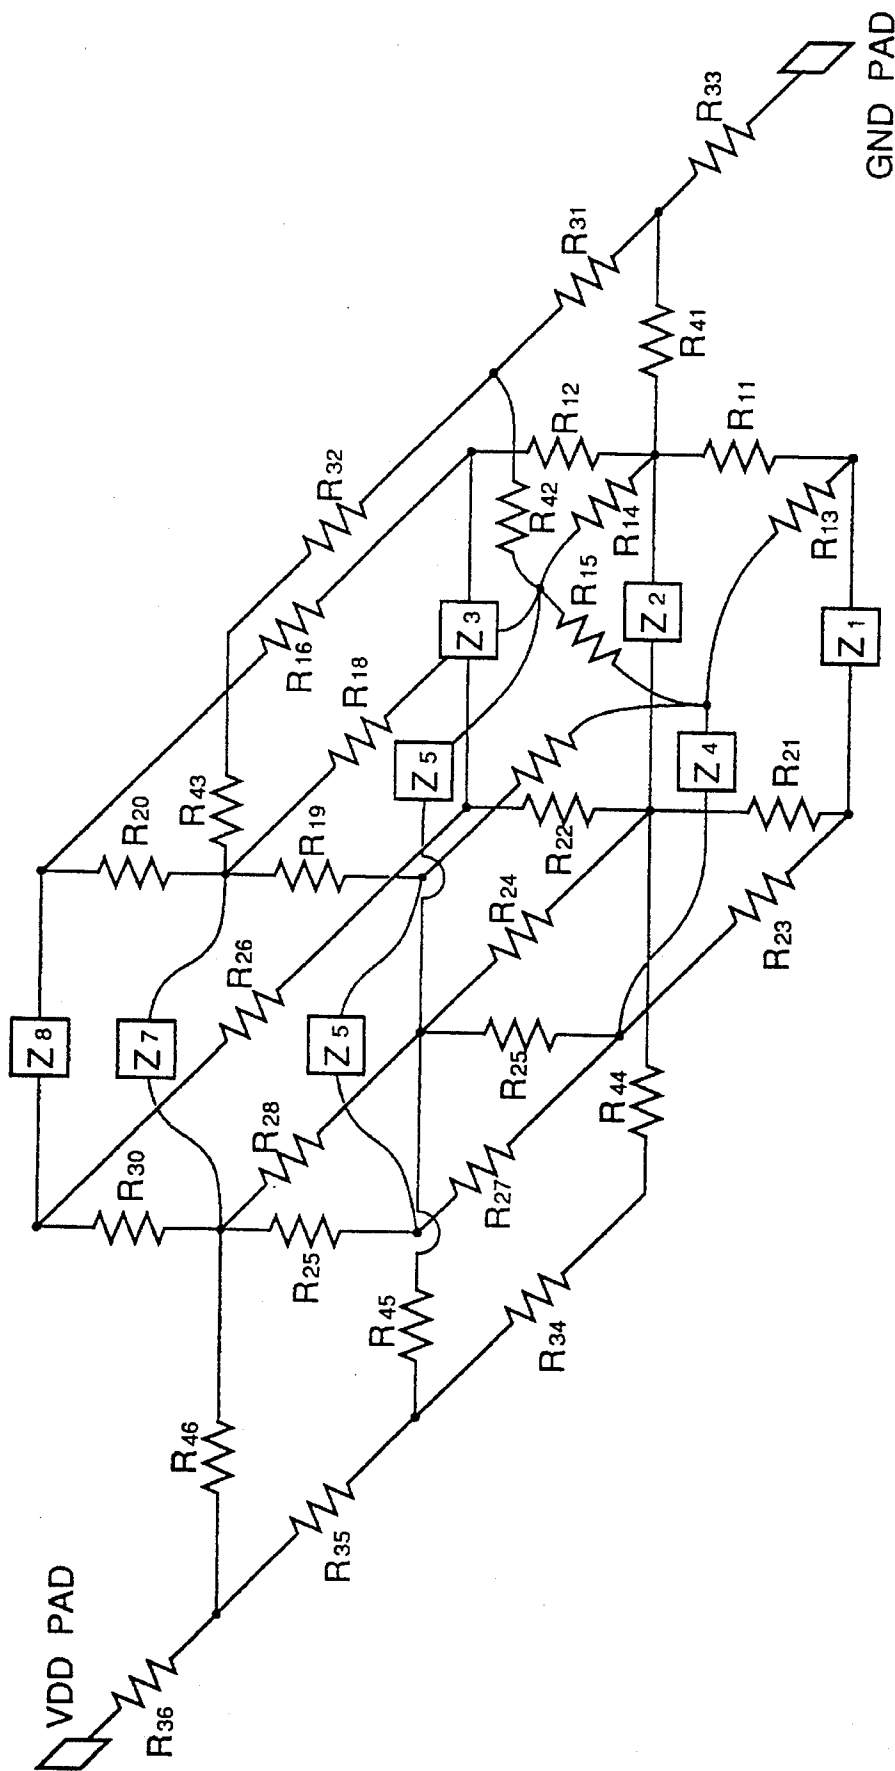 VDD PAD
R36
R46
R35
R34
R45
R44
R30
R25
R28
R27
R26
Z8
Z7
Z5
R25
R24
R23
R20
R43
R19
R22
R21
Z5
Z4
R18
R16
Z3
Z2
Z1
R32
R42
R15
R14
R13
R12
R11
R31
R41
R33
GND PAD